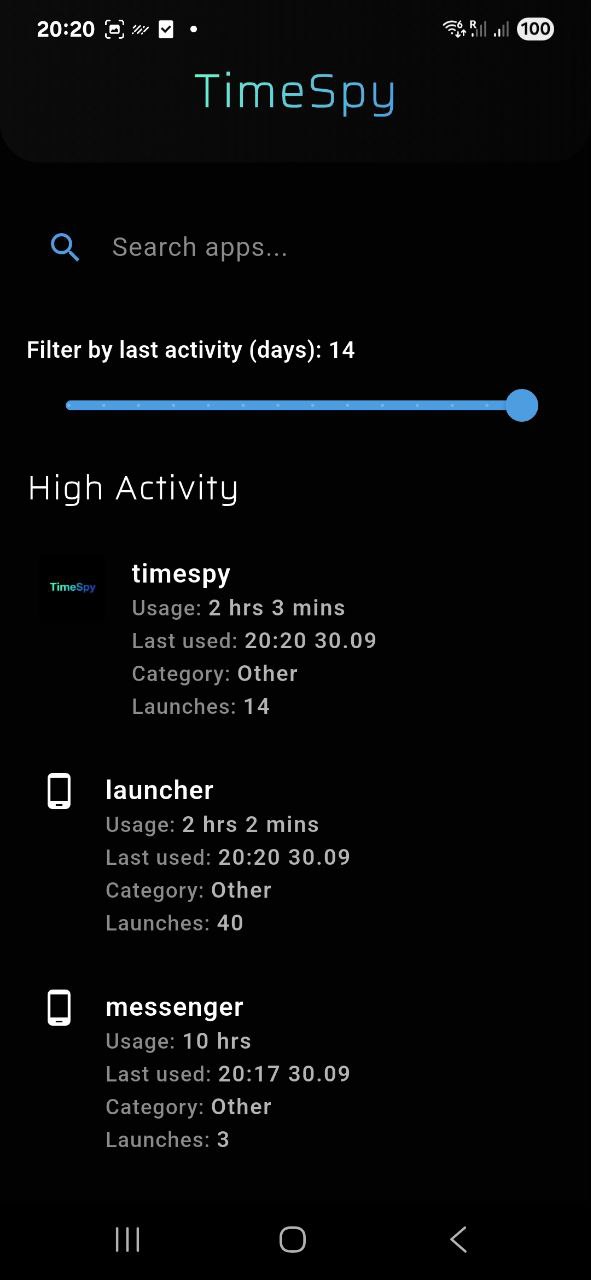 20:20
R
100
TimeSpy
Search apps...
Filter by last activity (days): 14
High Activity
TimeSpy
timespy
Usage: 2 hrs 3 mins
Last used: 20:20 30.09
Category: Other
Launches: 14
launcher
Usage: 2 hrs 2 mins
Last used: 20:20 30.09
Category: Other
Launches: 40
messenger
Usage: 10 hrs
Last used: 20:17 30.09
Category: Other
Launches: 3